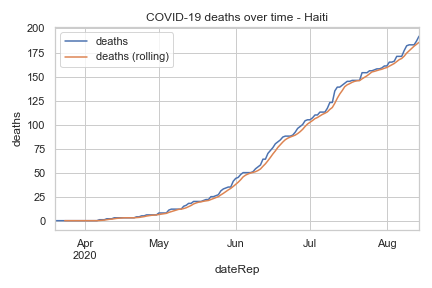 COVID-19 deaths over time - Haiti
deaths
deaths (rolling)
200
175
150
125
100
75
50
25
0
deaths
Apr
2020
May
Jun
Jul
Aug
dateRep